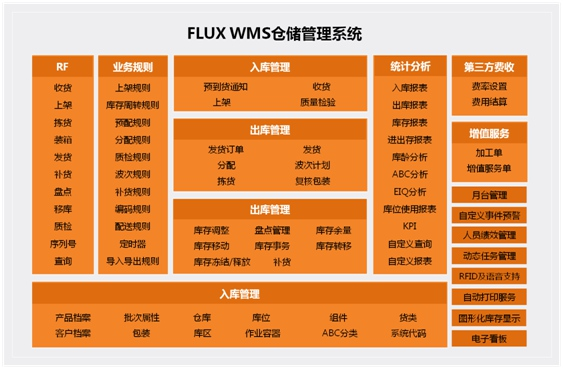 FLUX WMS仓储管理系统
RF
收货
上架
拣货
装箱
发货
补货
盘点
移库
质检
序列号
查询
业务规则
上架规则
库存周转规则
预配规则
分配规则
质检规则
波次规则
补货规则
编码规则
配送规则
定时器
导入导出规则
入库管理
预到货通知 收货
上架 质量检验
出库管理
发货订单 发货
分配 波次计划
拣货 复核包装
出库管理
库存调整 盘点管理 库存余量
库存移动 库存事务 库存转移
库存冻结/释放 补货
统计分析
入库报表
出库报表
库存报表
进出存报表
库龄分析
ABC分析
EIQ分析
库位使用报表
KPI
自定义查询
自定义报表
第三方费收
费率设置
费用结算
增值服务
加工单
增值服务单
月台管理
自定义事件预警
人员绩效管理
动态任务管理
RFID及语音支持
自动打印服务
图形化库存显示
电子看板
入库管理
产品档案 批次属性 仓库 库位 组件 货类
客户档案 包装 库区 作业容器 ABC分类 系统代码